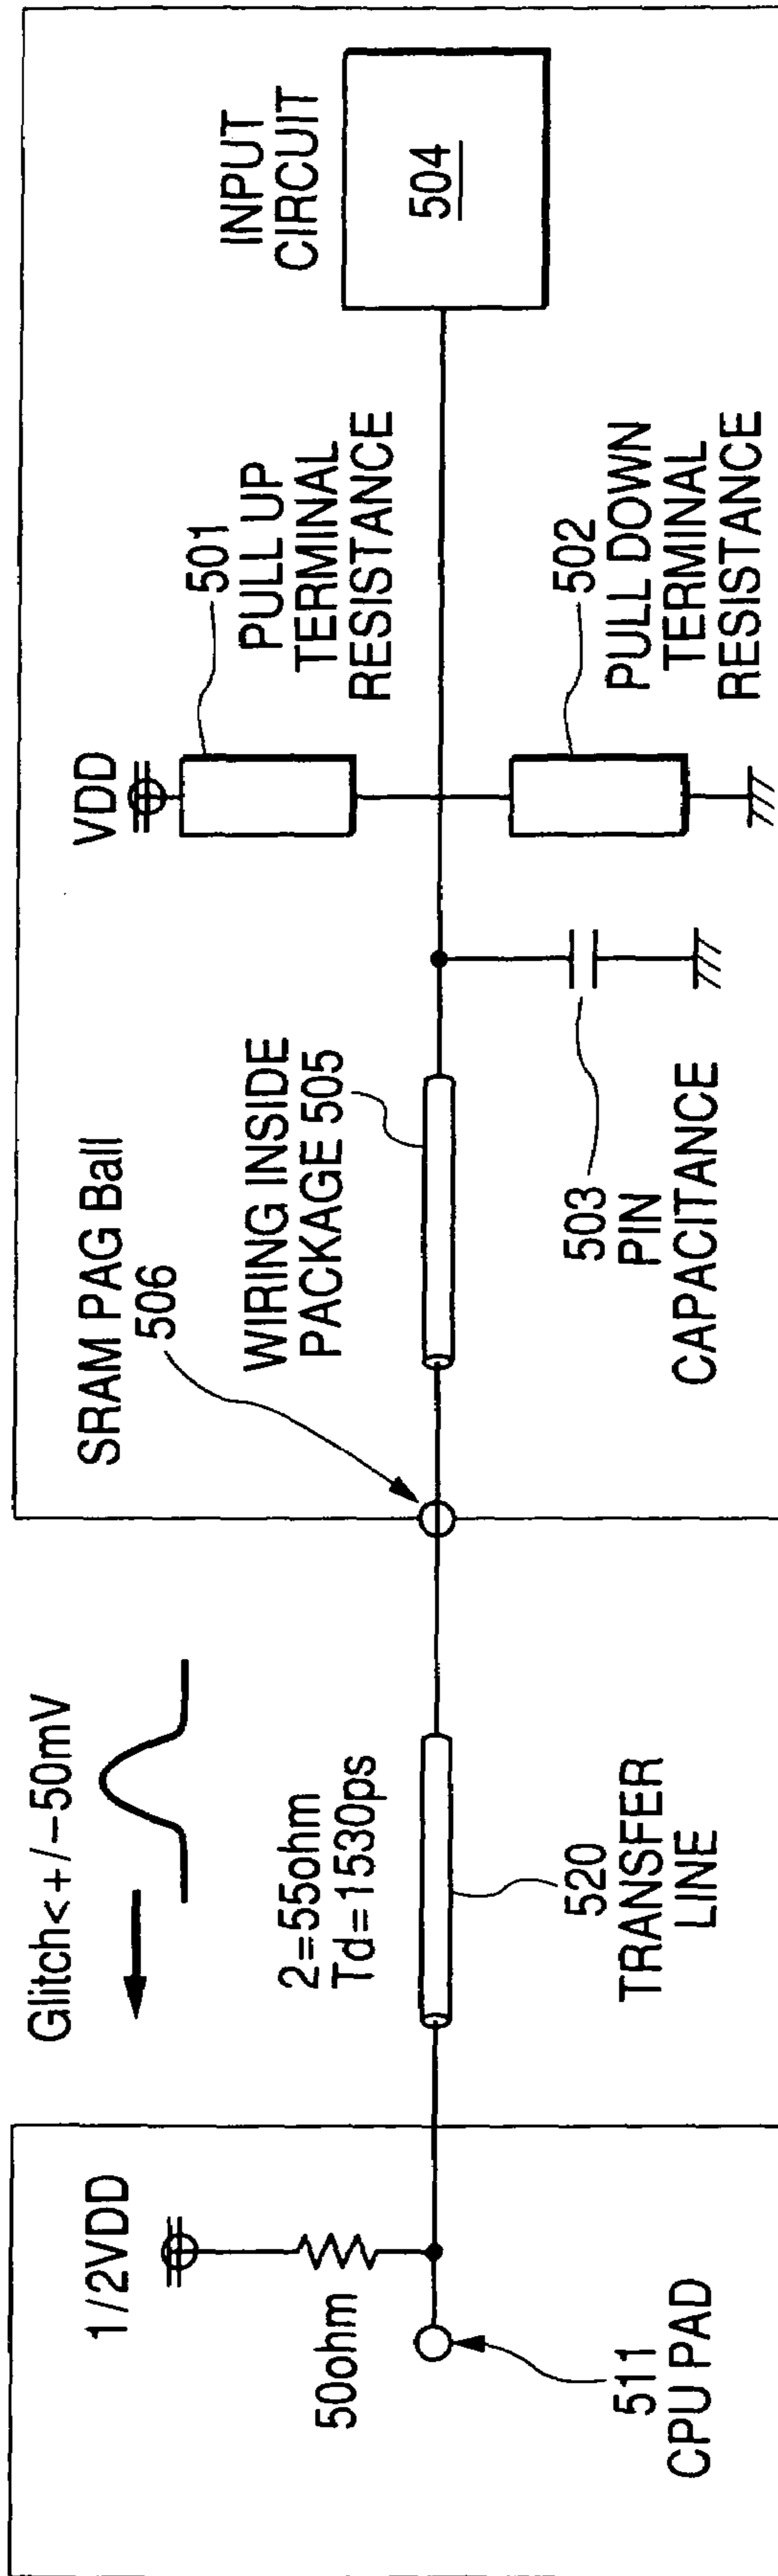 Glitch<+/−50mV
1/2VDD
50ohm
511
CPU PAD
2=55ohm
Td=1530ps
520
TRANSFER
LINE
SRAM PAG Ball
506
WIRING INSIDE
PACKAGE 505
503
PIN
CAPACITANCE
VDD
501
PULL UP
TERMINAL
RESISTANCE
502
PULL DOWN
TERMINAL
RESISTANCE
INPUT
CIRCUIT
504